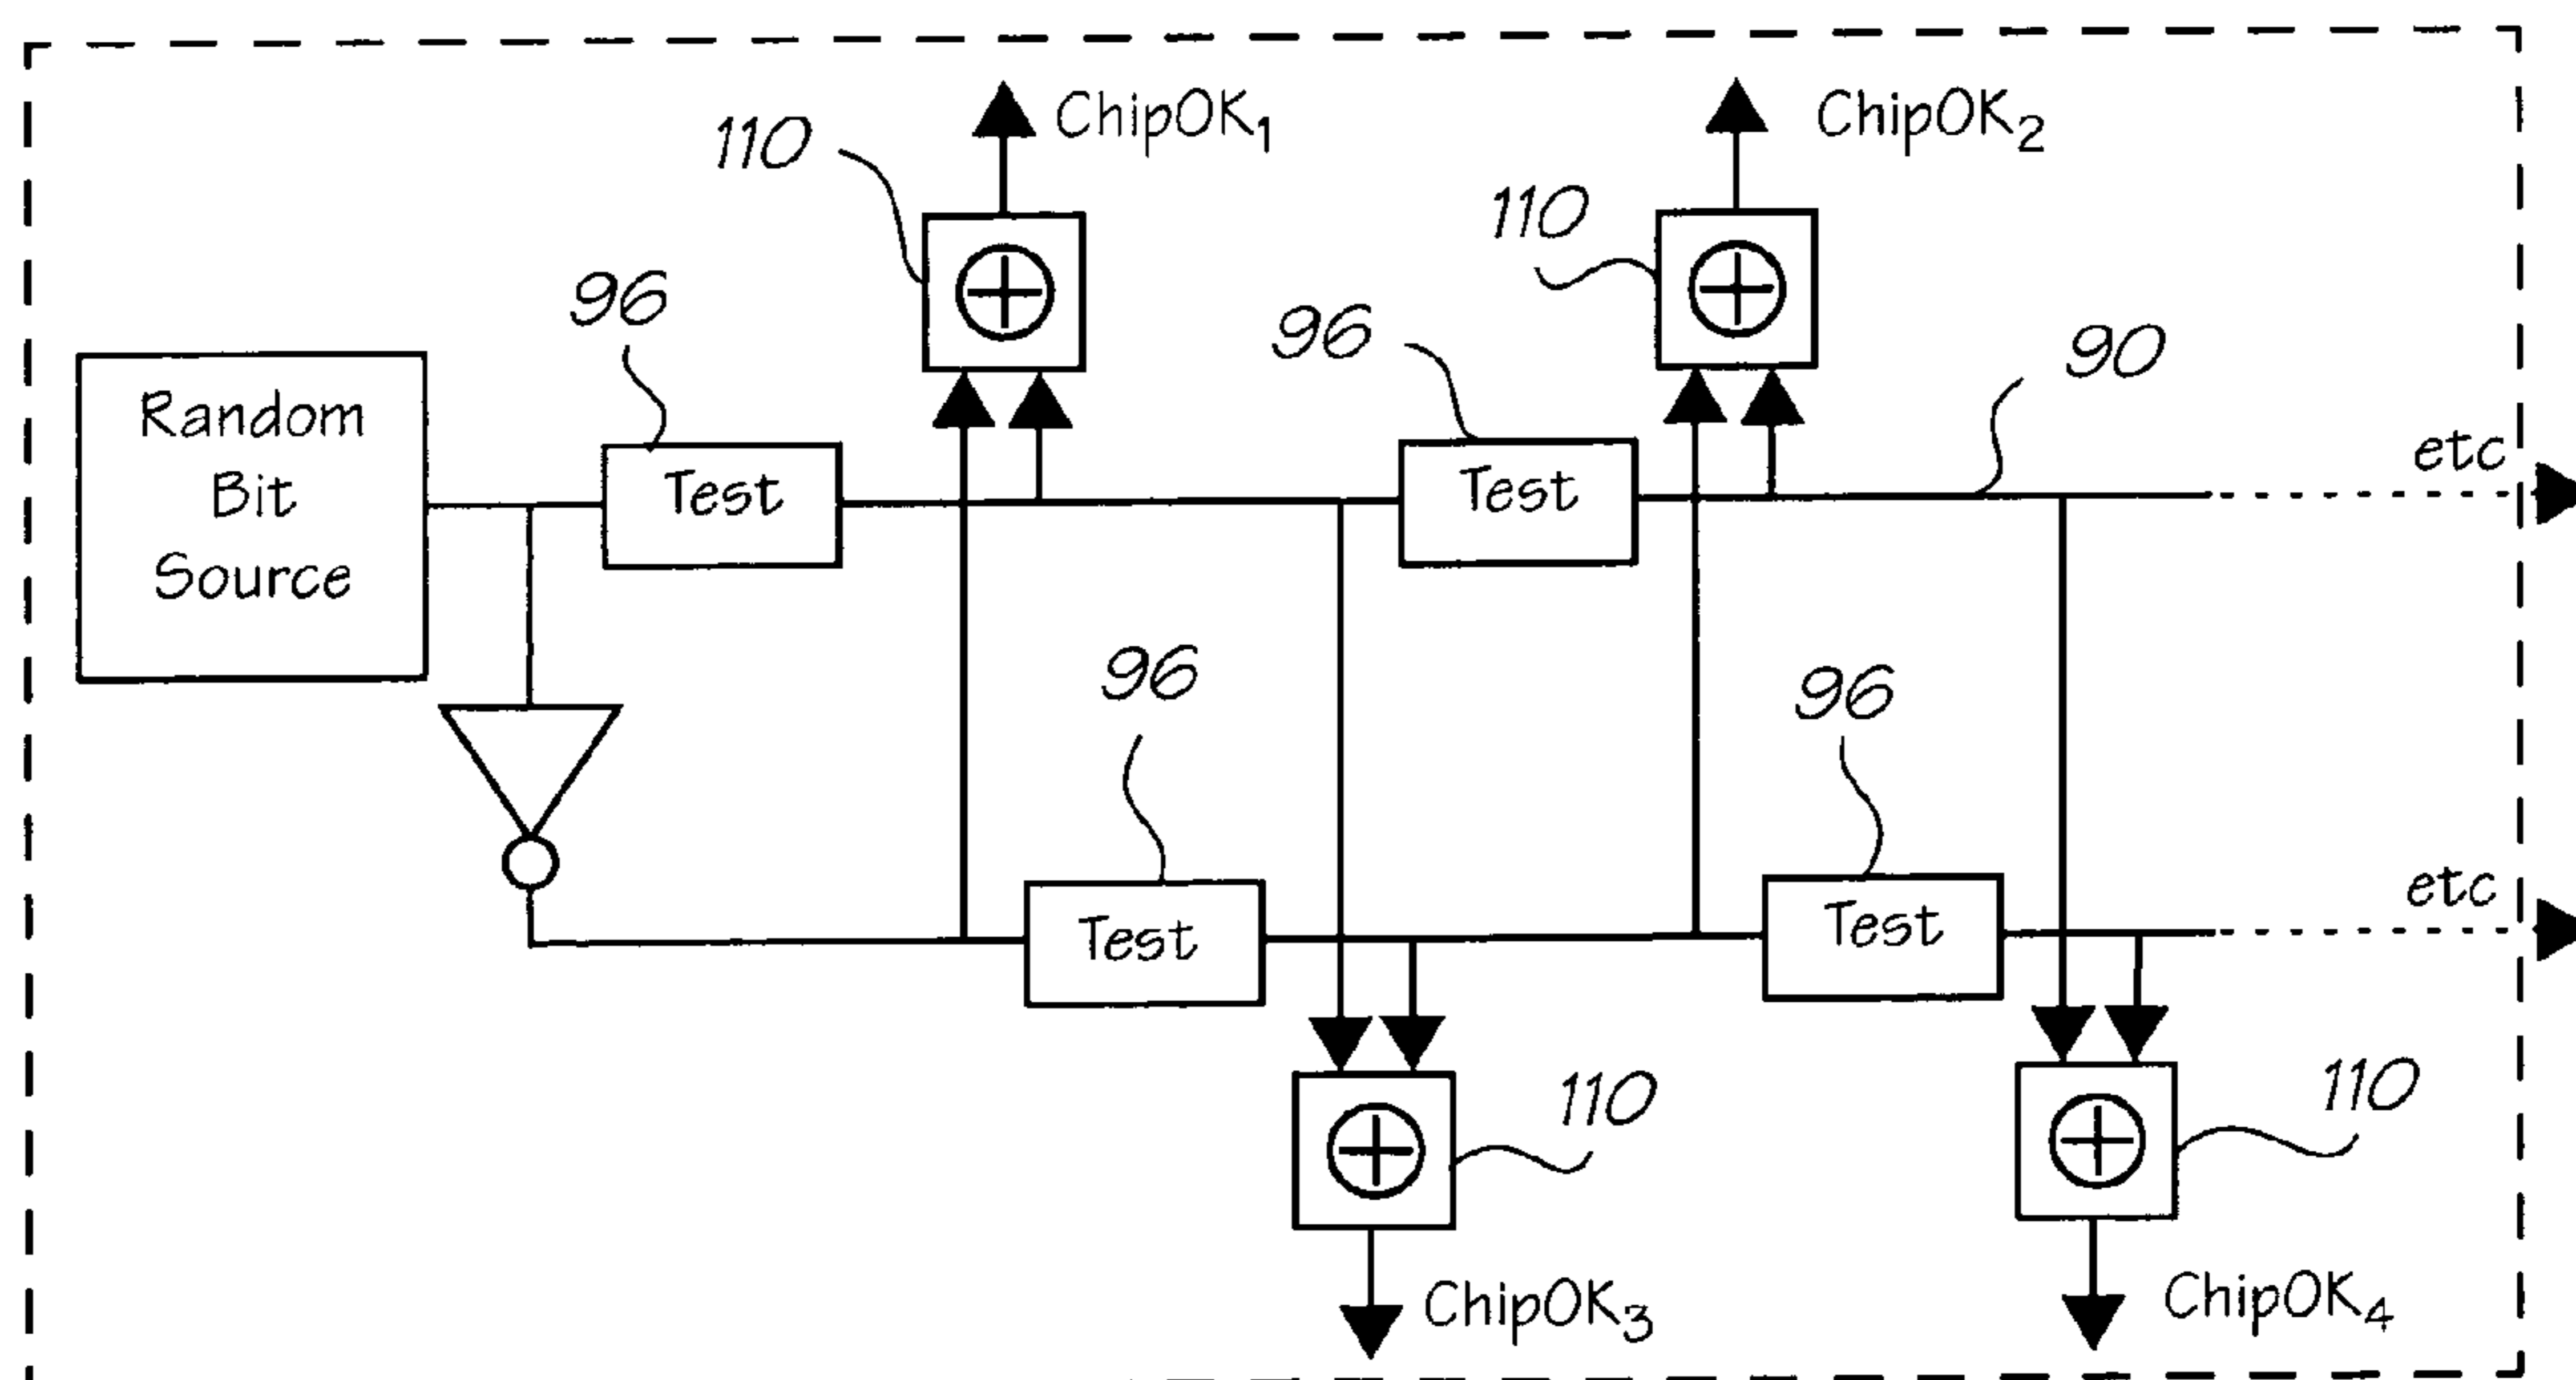 ChipOK₁
ChipOK₂
110
110
96
96
90
Random
Bit
Source
Test
Test
etc
96
96
etc
Test
Test
110
110
ChipOK₃
ChipOK₄